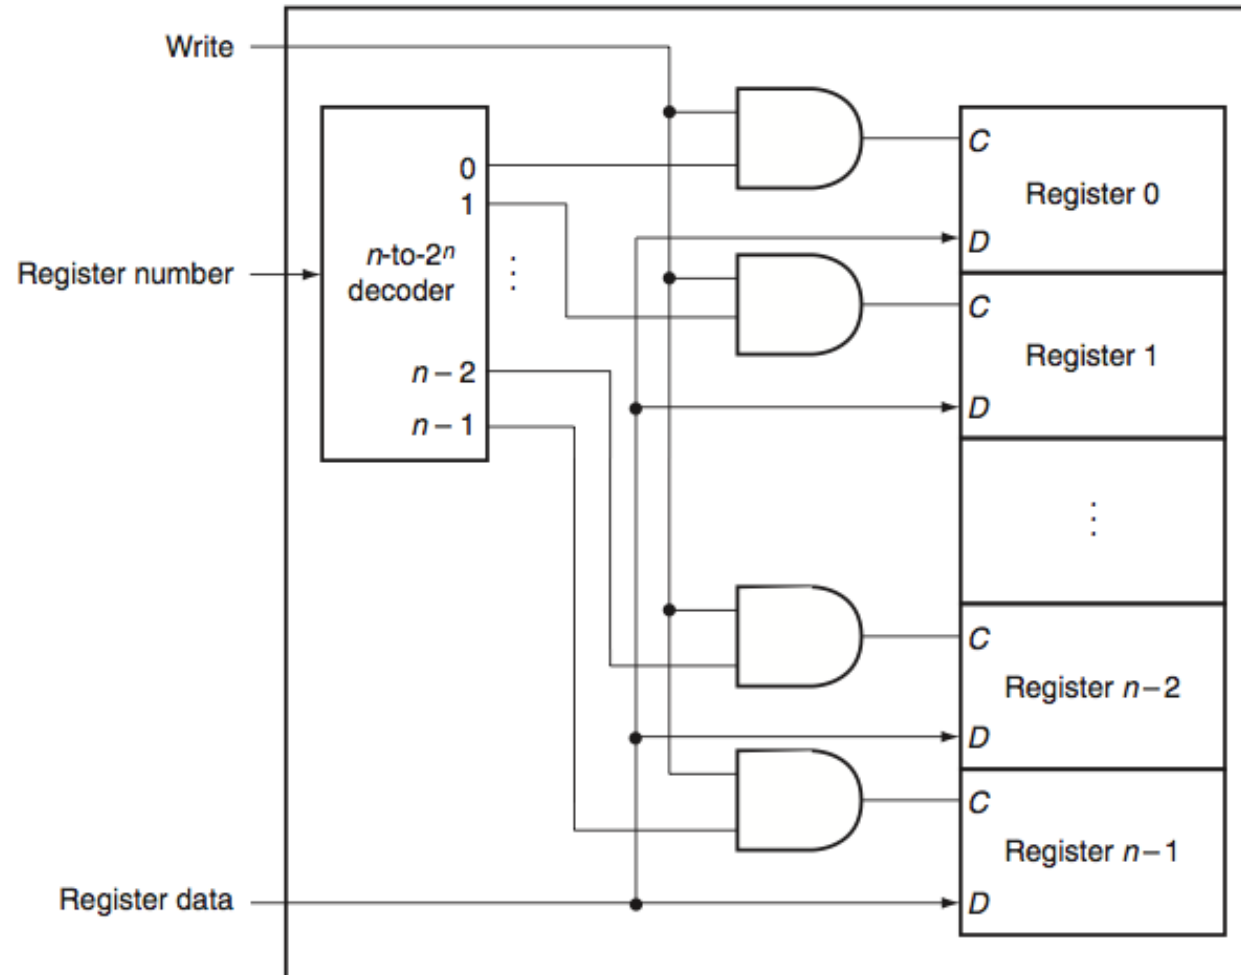 Write
C
0
Register 0
1
D
n-to-2ⁿ
⋮
Register number
decoder
C
Register 1
n – 2
D
n – 1
⋮
C
Register n – 2
D
C
Register n – 1
Register data
D